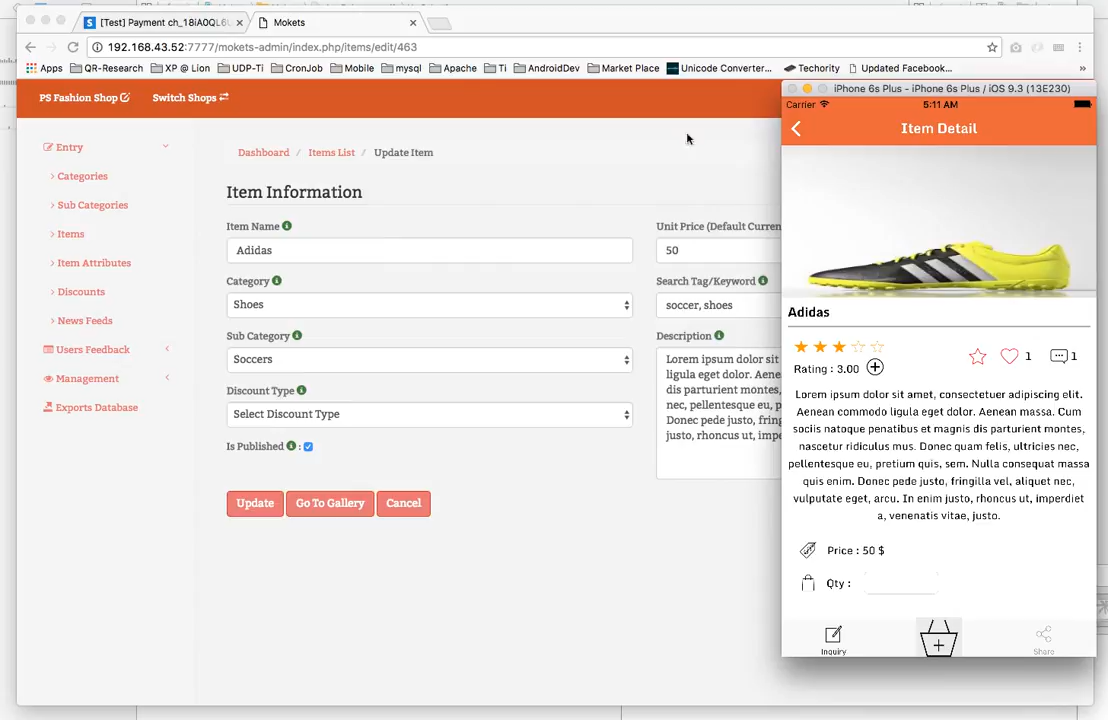 [Test] Payment ch_18iA0QL6U
Mokets
192.168.43.52:7777/mokets-admin/index.php/items/edit/463
Apps QR-Research XP @ Lion UDP-Ti CronJob Mobile mysql Apache Ti AndroidDev Market Place Unicode Converter... Techority Updated Facebook... »
PS Fashion Shop Switch Shops
Entry
Categories
Sub Categories
Items
Item Attributes
Discounts
News Feeds
Users Feedback
Management
Exports Database
Dashboard / Items List / Update Item
Item Information
Item Name
Adidas
Category
Shoes
Sub Category
Soccers
Discount Type
Select Discount Type
Is Published :
Update Go To Gallery Cancel
Unit Price (Default Curren
50
Search Tag/Keyword
soccer, shoes
Description
Lorem ipsum dolor sit
ligula eget dolor. Aene
dis parturient montes,
nec, pellentesque eu, p
Donec pede justo, fring
justo, rhoncus ut, impe
iPhone 6s Plus - iPhone 6s Plus / iOS 9.3 (13E230)
Carrier 5:11 AM
Item Detail
Adidas
1 1
Rating : 3.00
Lorem ipsum dolor sit amet, consectetuer adipiscing elit.
Aenean commodo ligula eget dolor. Aenean massa. Cum
sociis natoque penatibus et magnis dis parturient montes,
nascetur ridiculus mus. Donec quam felis, ultricies nec,
pellentesque eu, pretium quis, sem. Nulla consequat massa
quis enim. Donec pede justo, fringilla vel, aliquet nec,
vulputate eget, arcu. In enim justo, rhoncus ut, imperdiet
a, venenatis vitae, justo.
Price : 50 $
Qty :
Inquiry Share